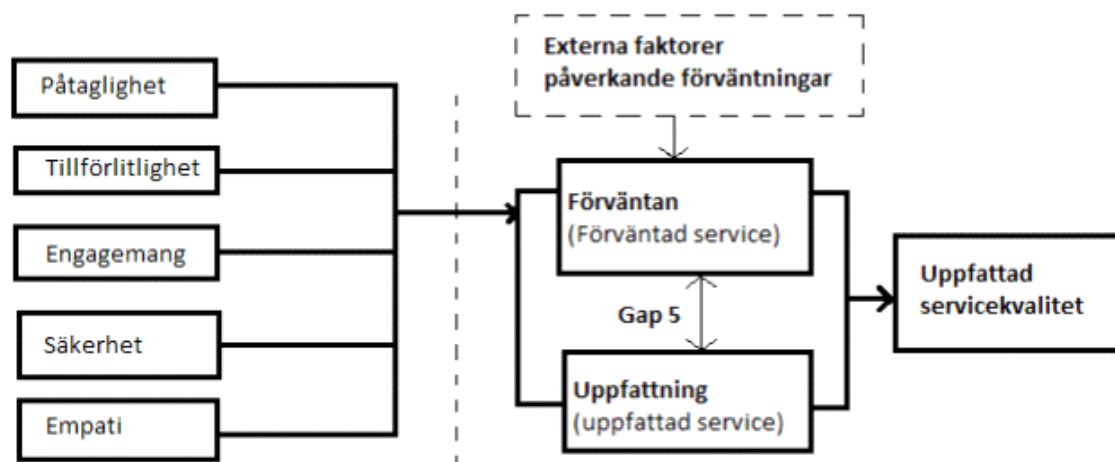 Påtaglighet
Tillförlitlighet
Engagemang
Säkerhet
Empati
Externa faktorer
påverkande förväntningar
Förväntan
(Förväntad service)
Gap 5
Uppfattning
(uppfattad service)
Uppfattad
servicekvalitet